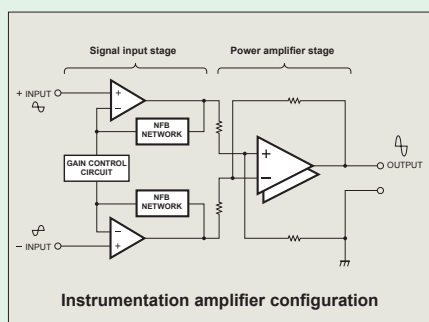 Signal input stage
Power amplifier stage
+ INPUT
+
−
NFB
NETWORK
GAIN CONTROL
CIRCUIT
NFB
NETWORK
+
−
OUTPUT
−
+
− INPUT
Instrumentation amplifier configuration